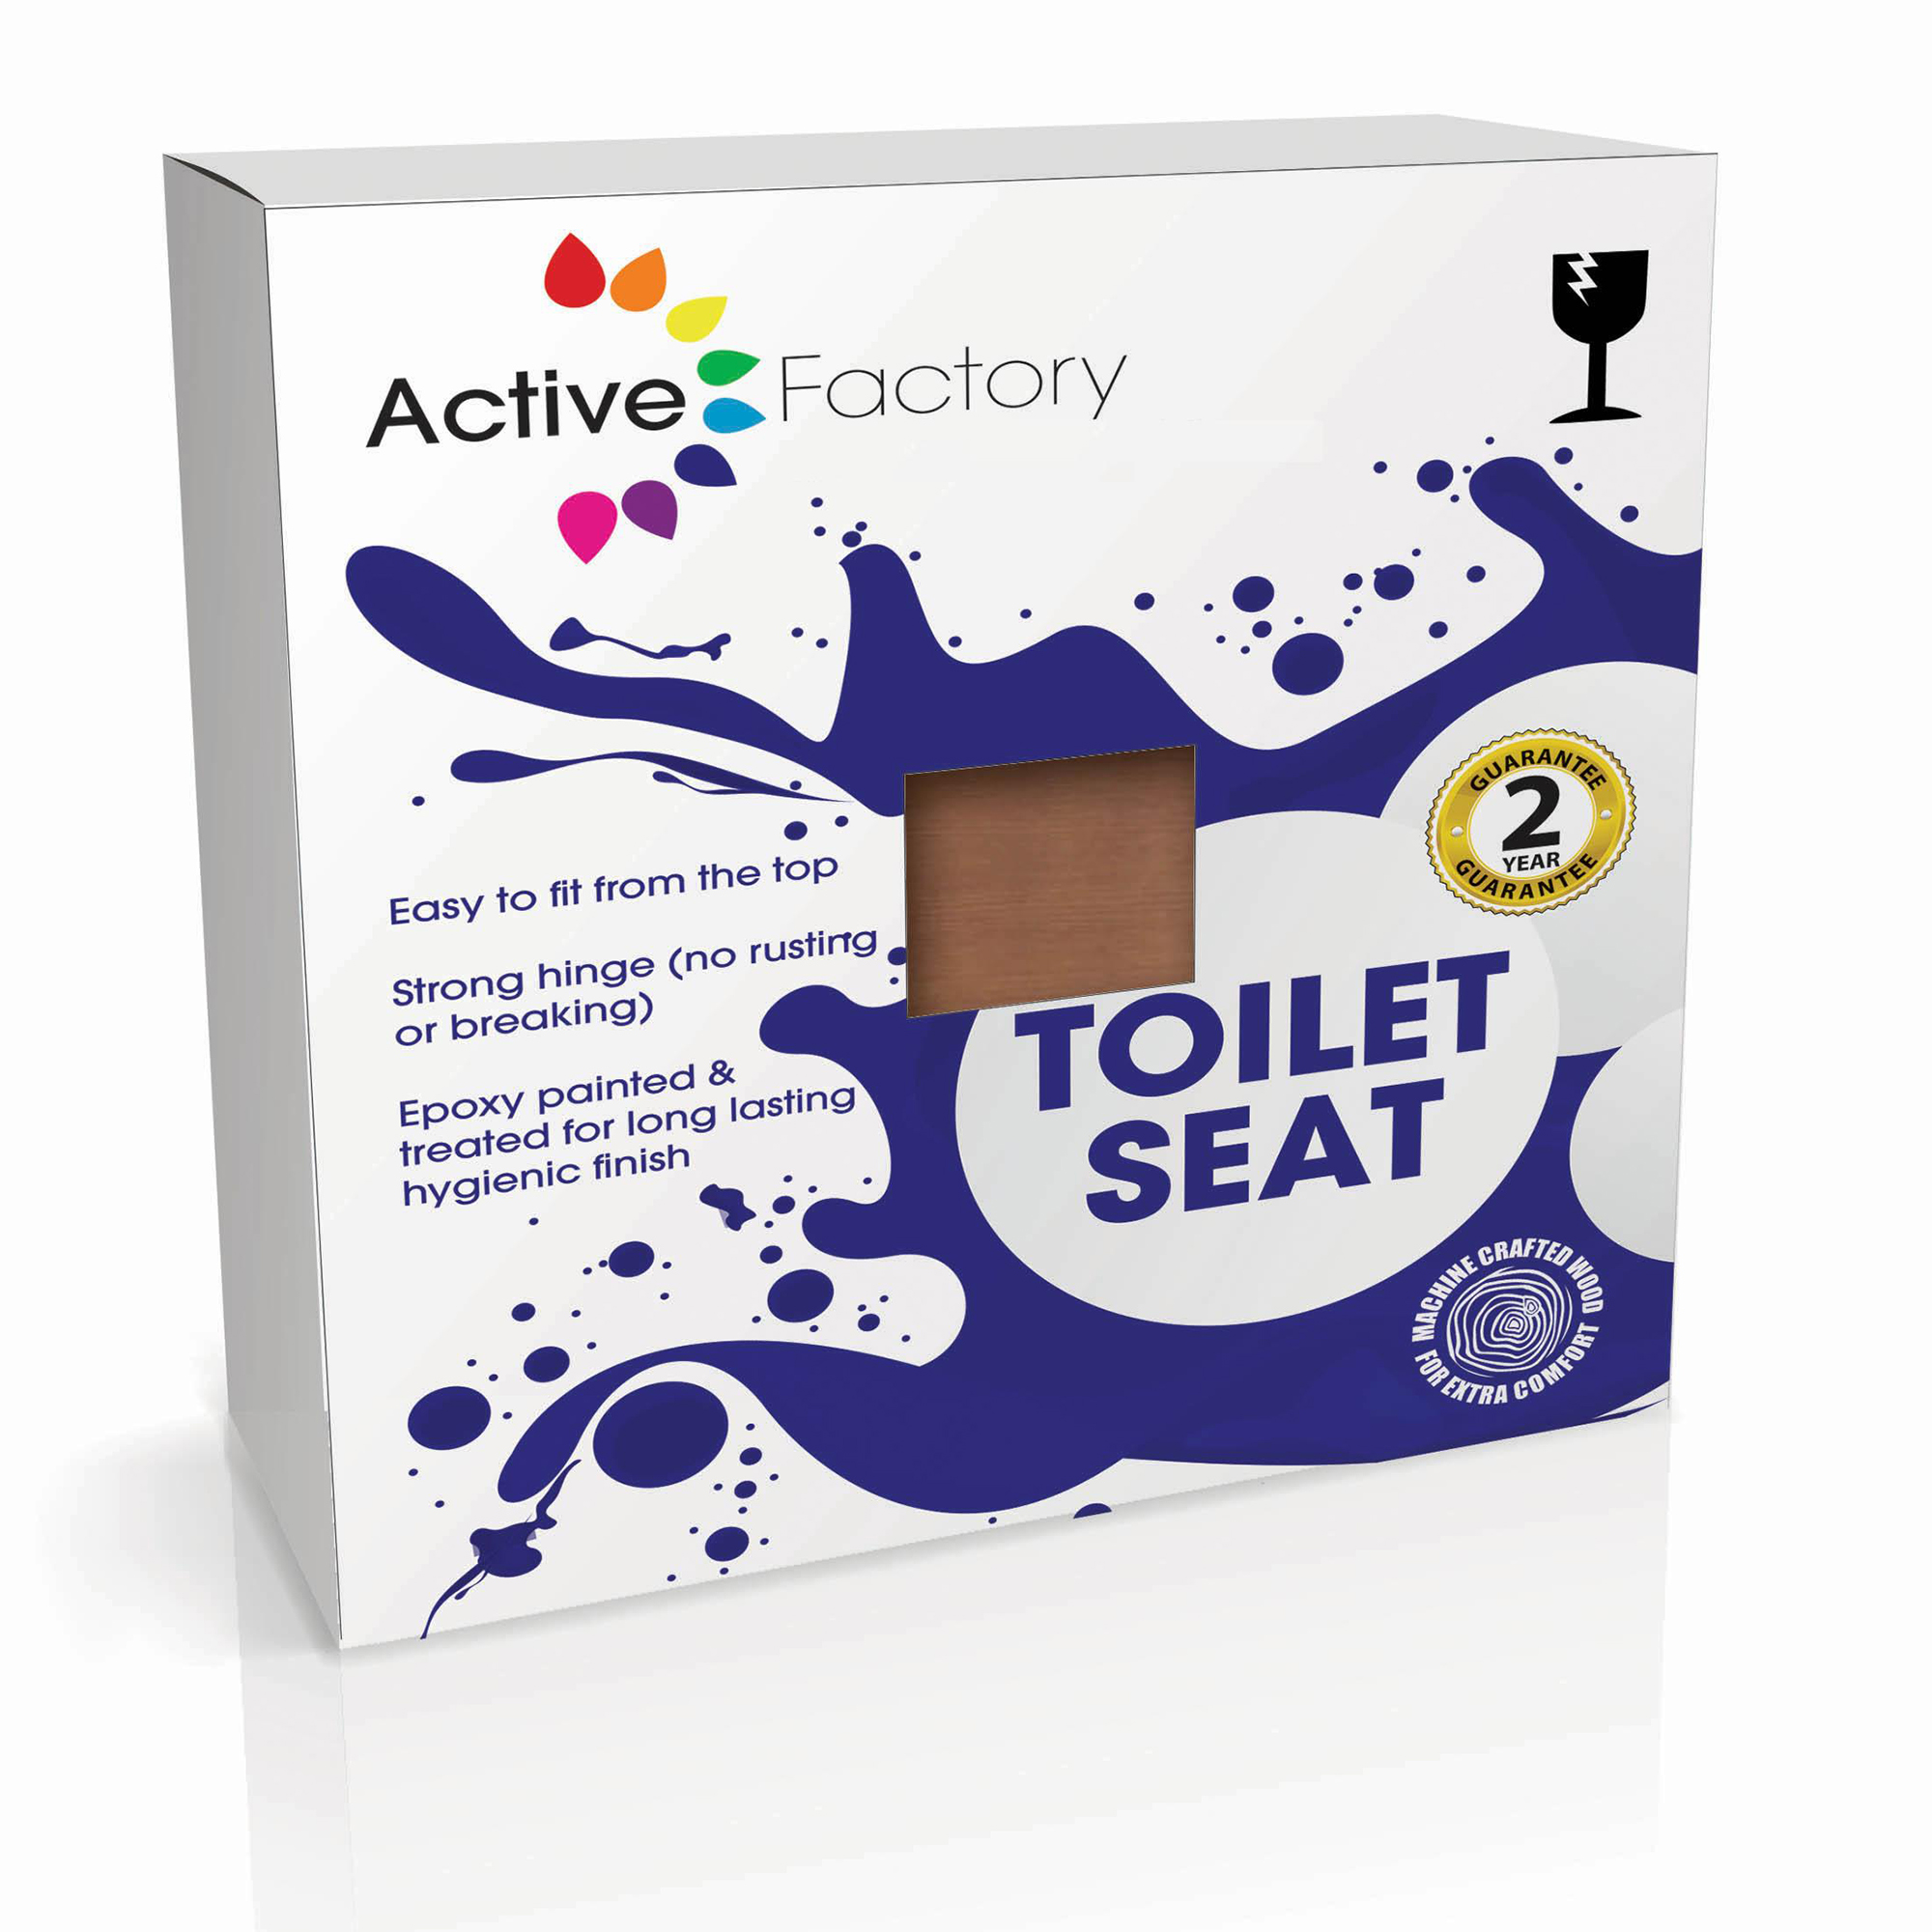 Active Factory
GUARANTEE
2
YEAR
GUARANTEE
Easy to fit from the top
Strong hinge (no rusting
or breaking)
Epoxy painted &
treated for long lasting
hygienic finish
TOILET
SEAT
MACHINE CRAFTED WOOD
FOR EXTRA COMFORT